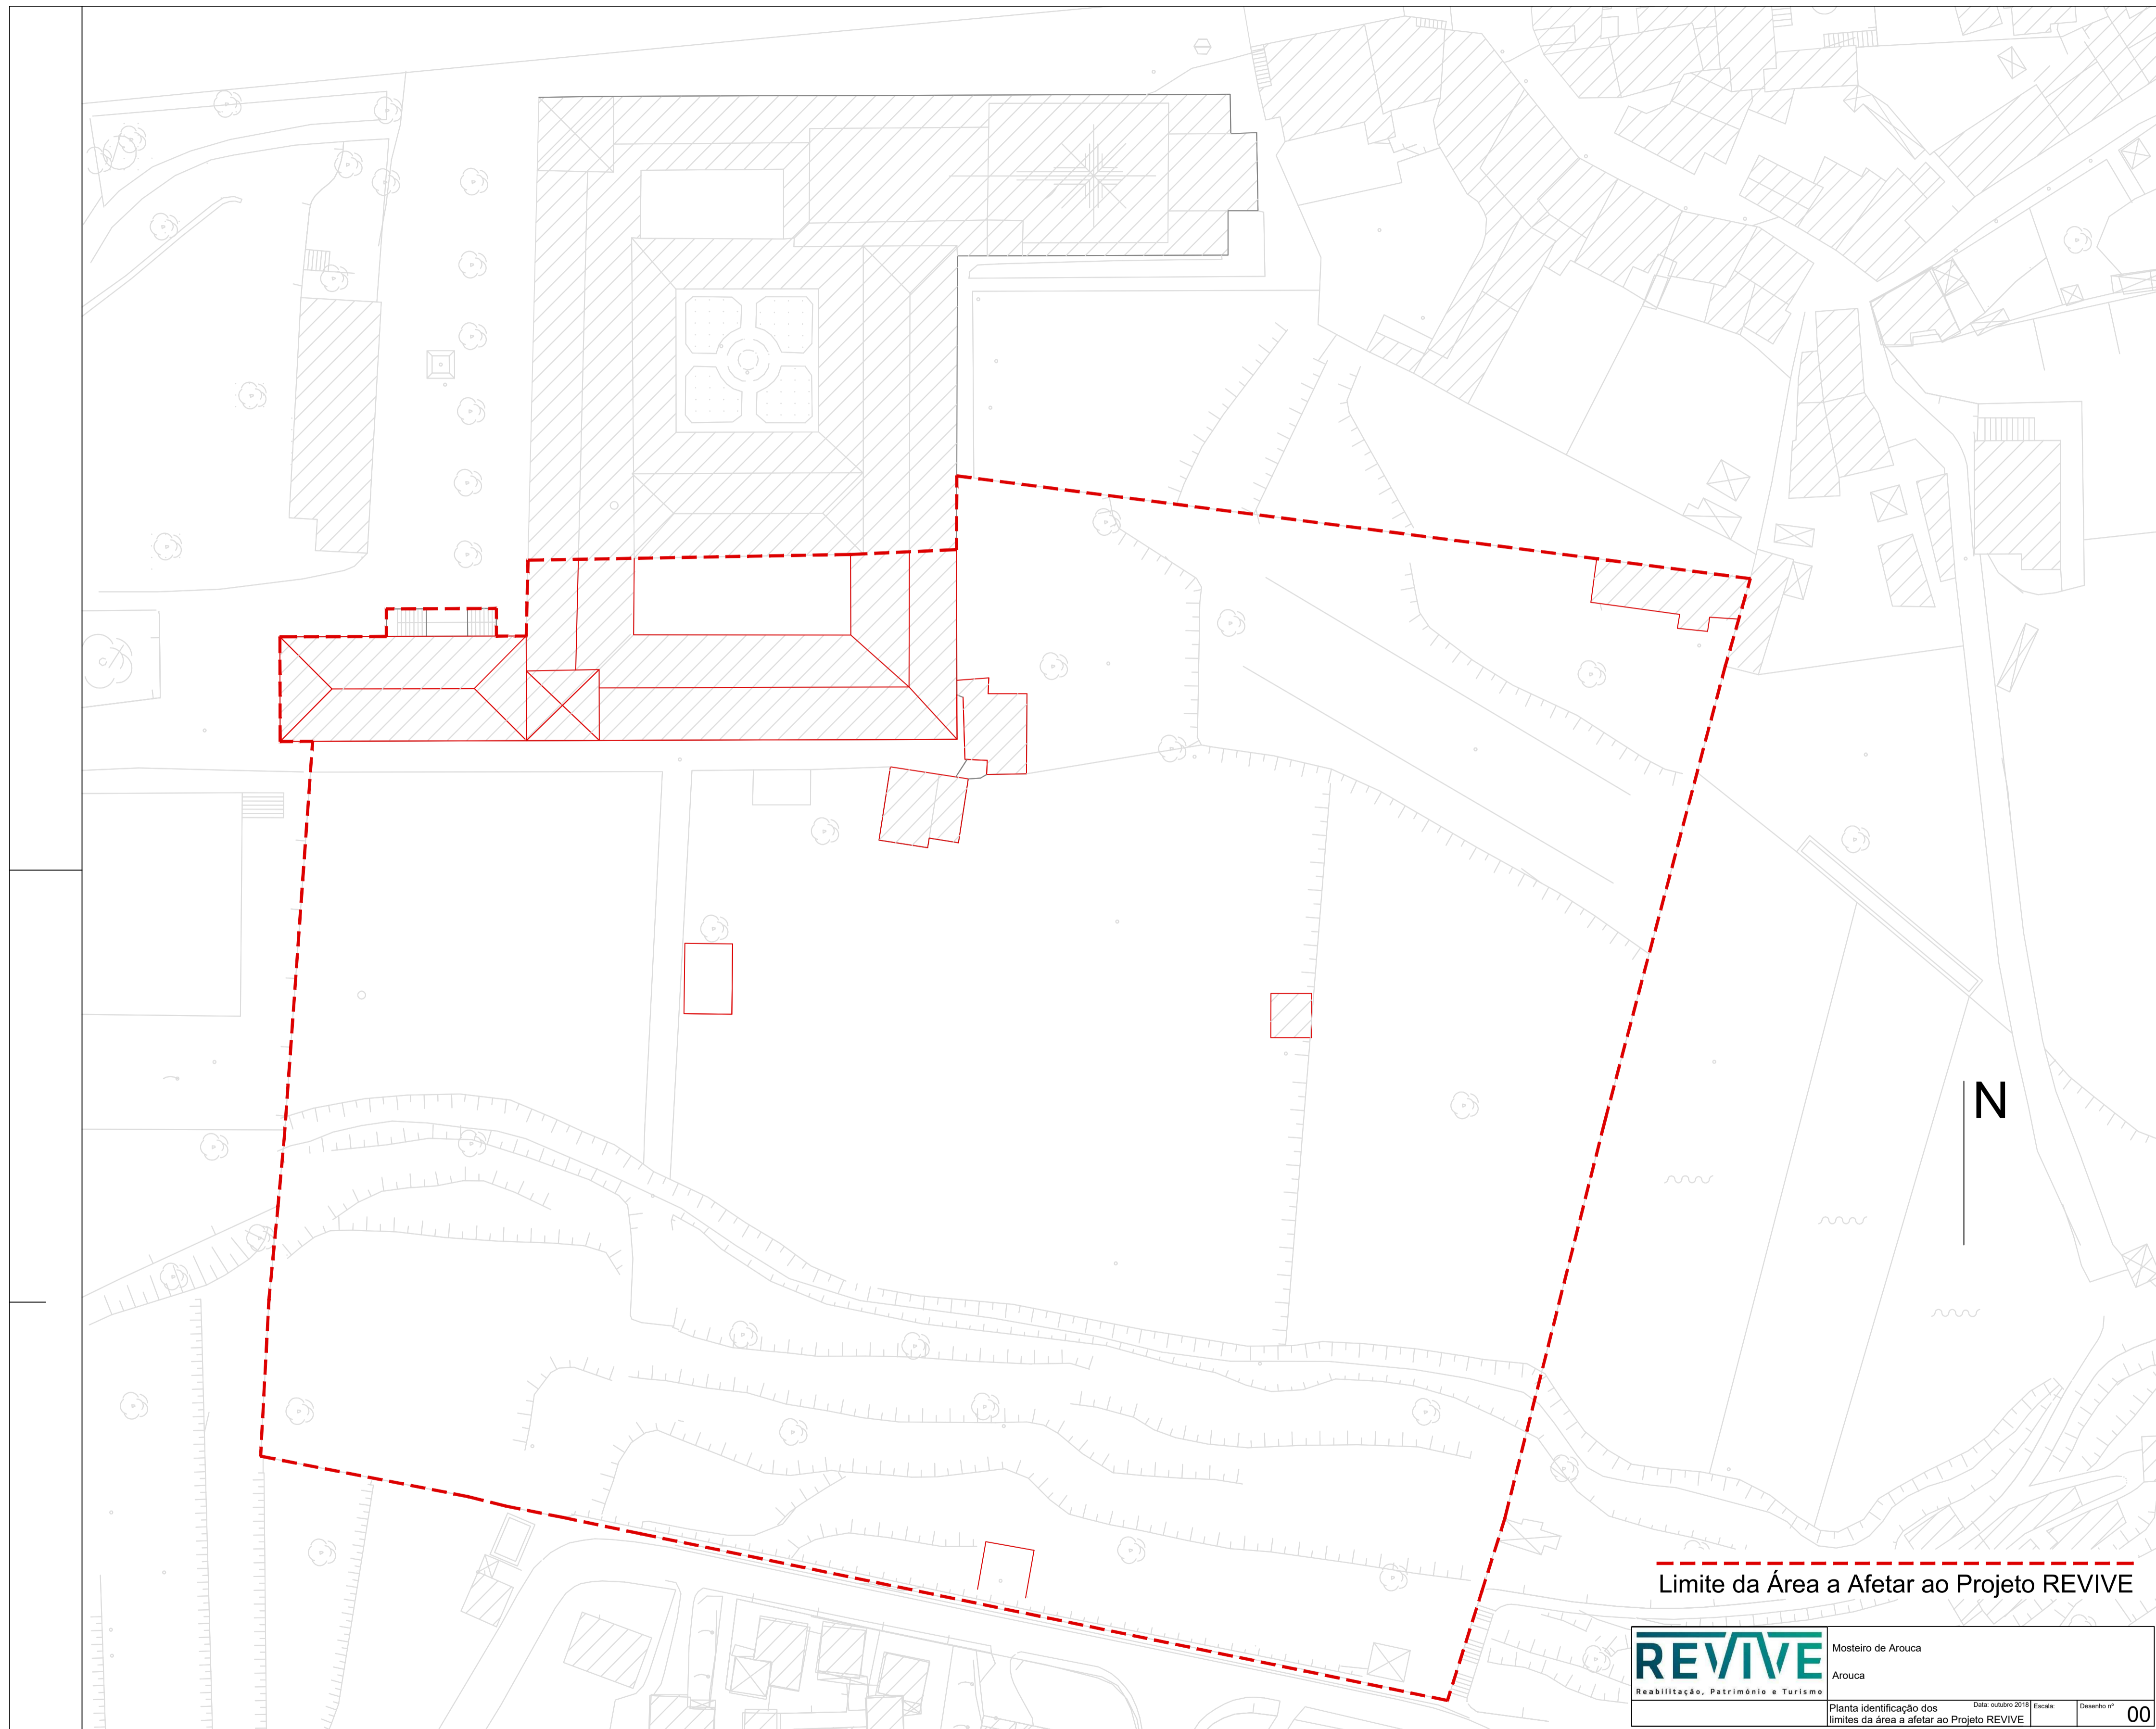 N
Limite da Área a Afetar ao Projeto REVIVE
REVIVE
Reabilitação, Património e Turismo
Mosteiro de Arouca
Arouca
Planta identificação dos
limites da área a afetar ao Projeto REVIVE
Data: outubro 2018
Escala:
Desenho nº
00